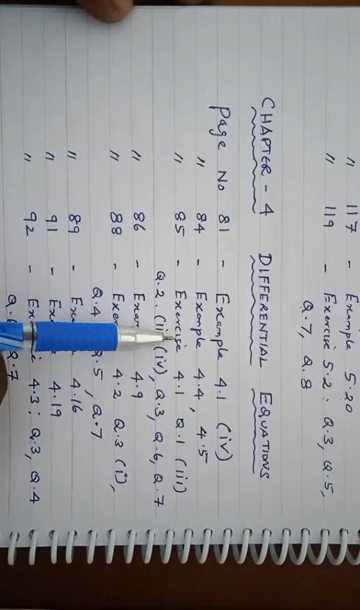 " 117 - Example 5.20
" 119 - Exercise 5.2 : Q.3, Q.5,
Q.7, Q.8
CHAPTER - 4 DIFFERENTIAL EQUATIONS
Page No 81 - Example 4.1 (iv)
" 84 - Example 4.4, 4.5
" 85 - Exercise 4.1 Q.1 (iii)
Q.2. (iv), Q.3, Q.6, Q.7
" 86 - 4.9
" 88 - 4.2 Q.3 (i),
Q.4 Q.5, Q.7
" 89 - 4.16
" 91 - 4.19
" 92 - 4.3 : Q.3, Q.4
Q.7